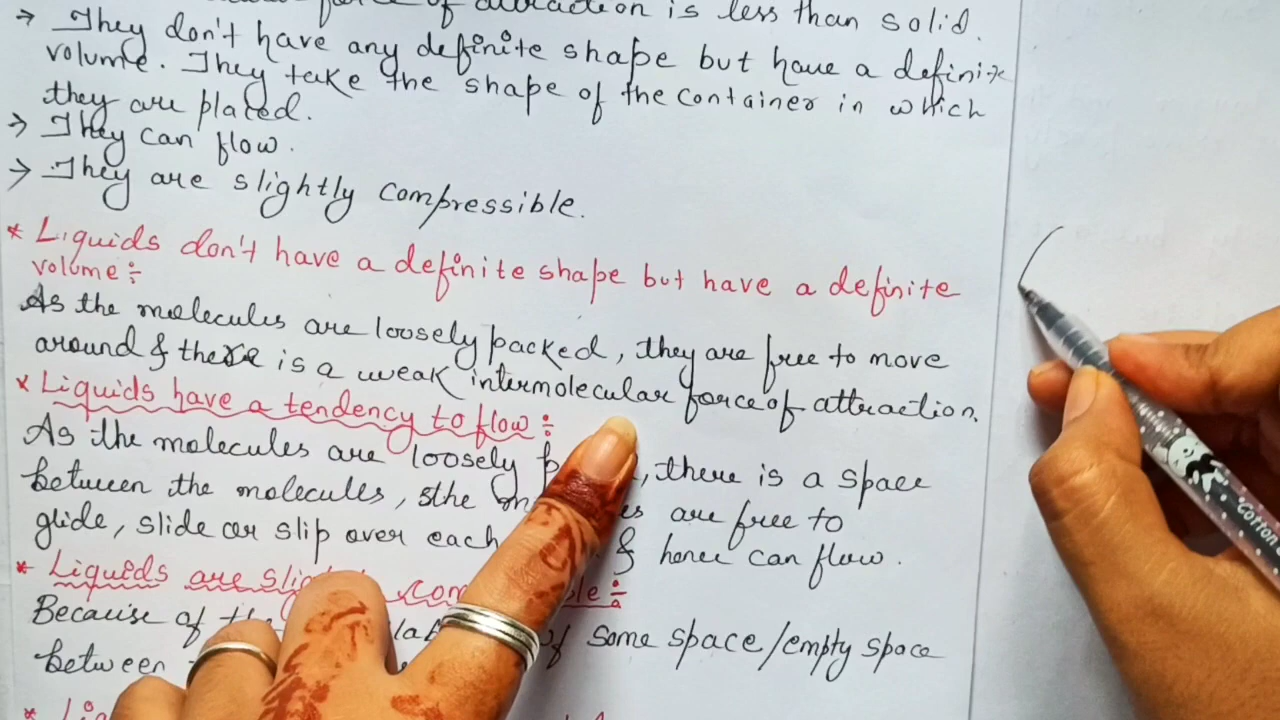 force of attraction is less than solid.
→ They don't have any definite shape but have a definite
volume. They take the shape of the container in which
they are placed.
→ They can flow.
→ They are slightly compressible.
* Liquids don't have a definite shape but have a definite
volume÷
As the molecules are loosely packed, they are free to move
around & there is a weak intermolecular force of attraction.
* Liquids have a tendency to flow÷
As the molecules are loosely , there is a space
between the molecules, sthe are free to
glide, slide or slip over each & hence can flow.
* Liquids are
Because of some space/empty space
between
cotton